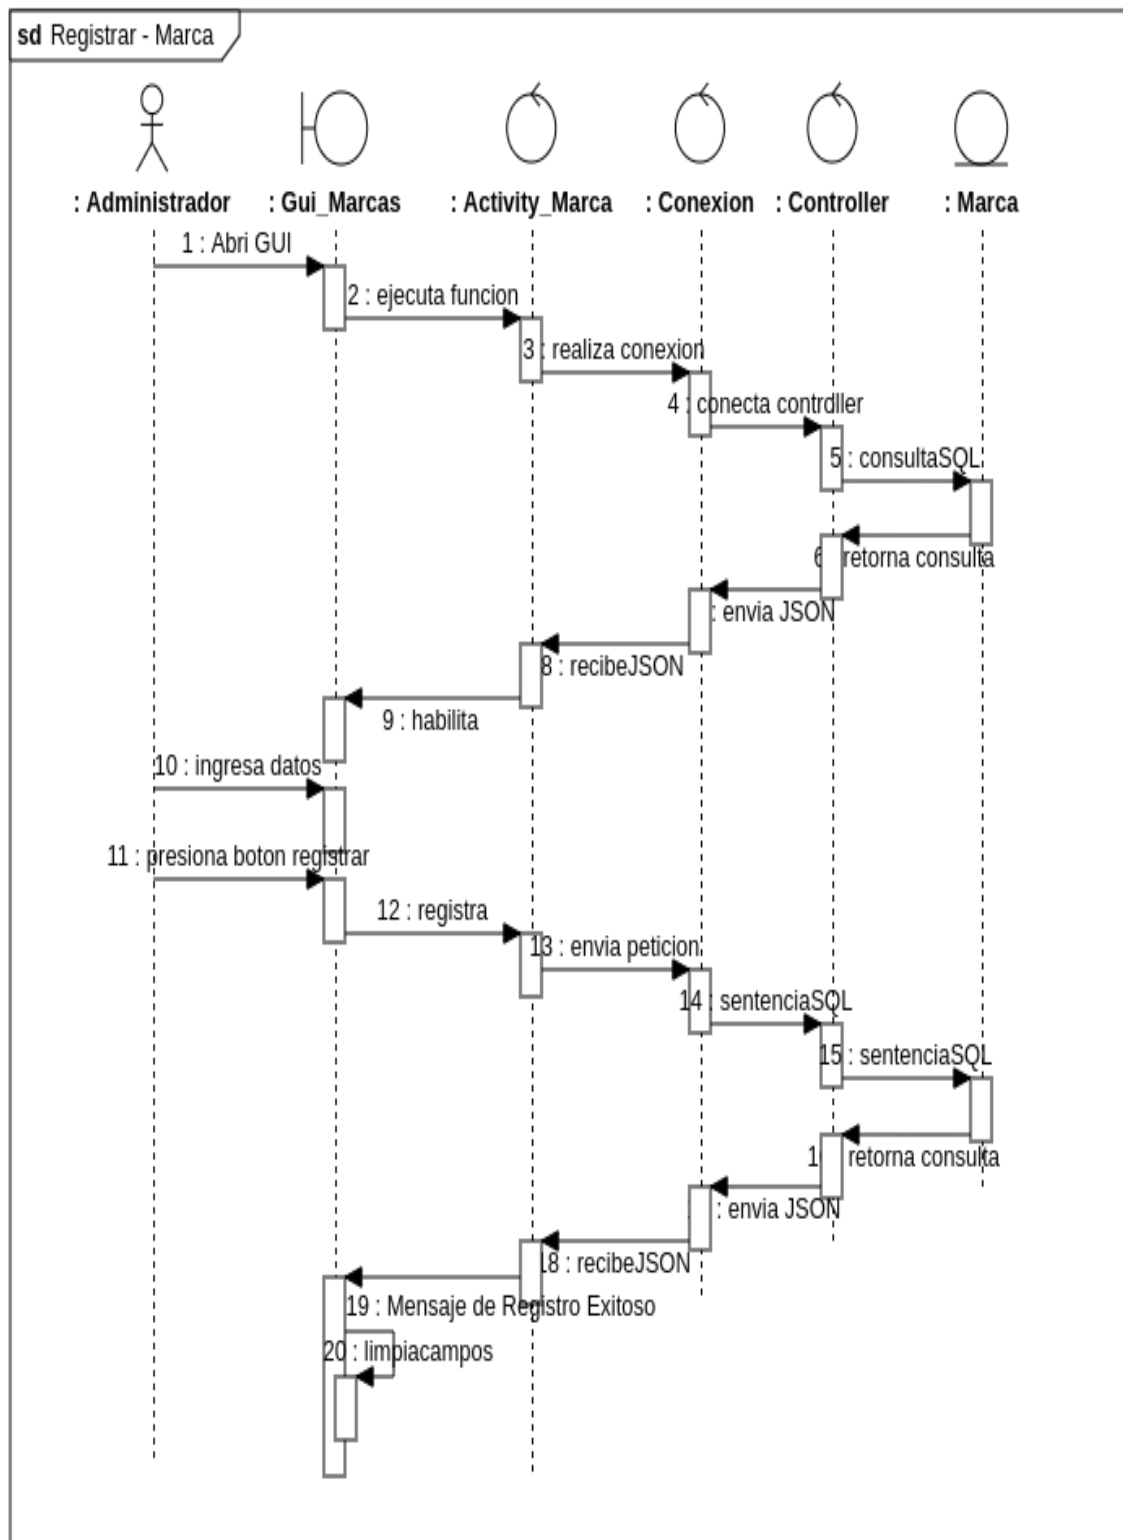 sd Registrar - Marca
: Administrador
: Gui_Marcas
: Activity_Marca
: Conexion
: Controller
: Marca
1 : Abri GUI
2 : ejecuta funcion
3 : realiza conexion
4 : conecta controller
5 : consultaSQL
6 retorna consulta
: envia JSON
8 : recibeJSON
9 : habilita
10 : ingresa datos
11 : presiona boton registrar
12 : registra
13 : envia peticion
14 : sentenciaSQL
15 : sentenciaSQL
retorna consulta
: envia JSON
18 : recibeJSON
19 : Mensaje de Registro Exitoso
20 : limpiacampos